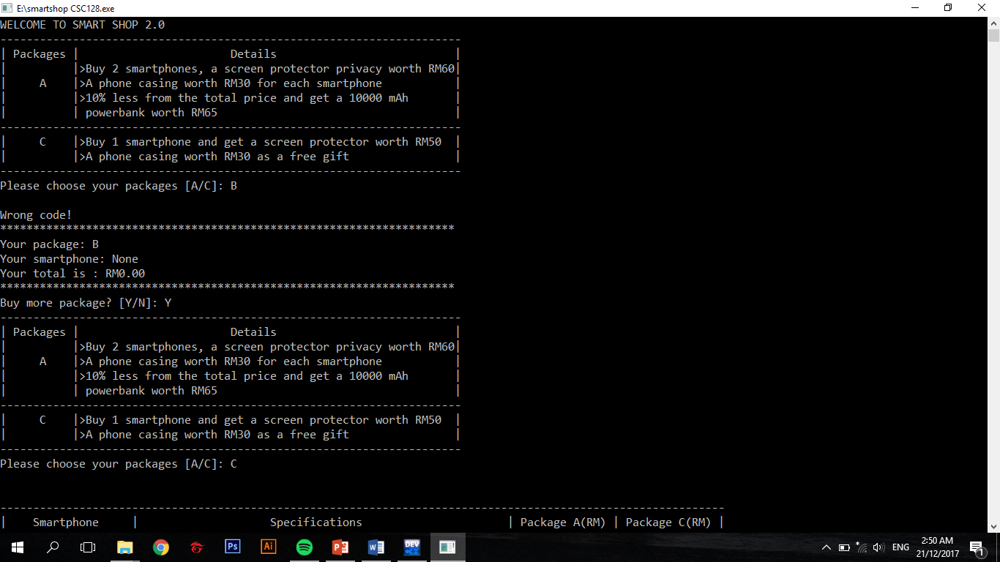 E:\smartshop CSC128.exe
WELCOME TO SMART SHOP 2.0
----------------------------------------------------------------------
| Packages |                       Details                           |
|          |>Buy 2 smartphones, a screen protector privacy worth RM60|
|     A    |>A phone casing worth RM30 for each smartphone           |
|          |>10% less from the total price and get a 10000 mAh       |
|          | powerbank worth RM65                                    |
----------------------------------------------------------------------
|     C    |>Buy 1 smartphone and get a screen protector worth RM50  |
|          |>A phone casing worth RM30 as a free gift                |
----------------------------------------------------------------------
Please choose your packages [A/C]: B
Wrong code!
*********************************************************************
Your package: B
Your smartphone: None
Your total is : RM0.00
*********************************************************************
Buy more package? [Y/N]: Y
----------------------------------------------------------------------
| Packages |                       Details                           |
|          |>Buy 2 smartphones, a screen protector privacy worth RM60|
|     A    |>A phone casing worth RM30 for each smartphone           |
|          |>10% less from the total price and get a 10000 mAh       |
|          | powerbank worth RM65                                    |
----------------------------------------------------------------------
|     C    |>Buy 1 smartphone and get a screen protector worth RM50  |
|          |>A phone casing worth RM30 as a free gift                |
----------------------------------------------------------------------
Please choose your packages [A/C]: C
--------------------------------------------------------------------------------------------------------------
|    Smartphone     |                    Specifications                      | Package A(RM) | Package C(RM) |
Ps
Ai
DEV
ENG
2:50 AM
21/12/2017
1